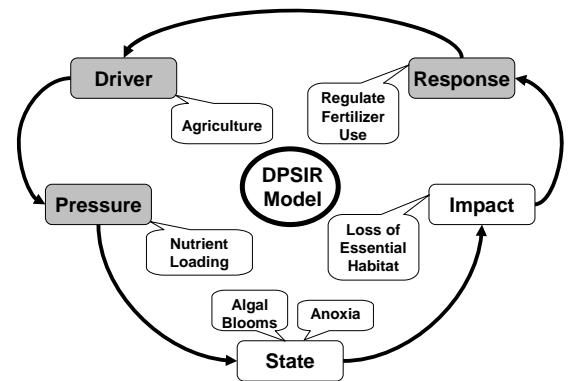 Driver
Response
Agriculture
Regulate
Fertilizer
Use
DPSIR
Model
Pressure
Impact
Nutrient
Loading
Loss of
Essential
Habitat
Algal
Blooms
Anoxia
State